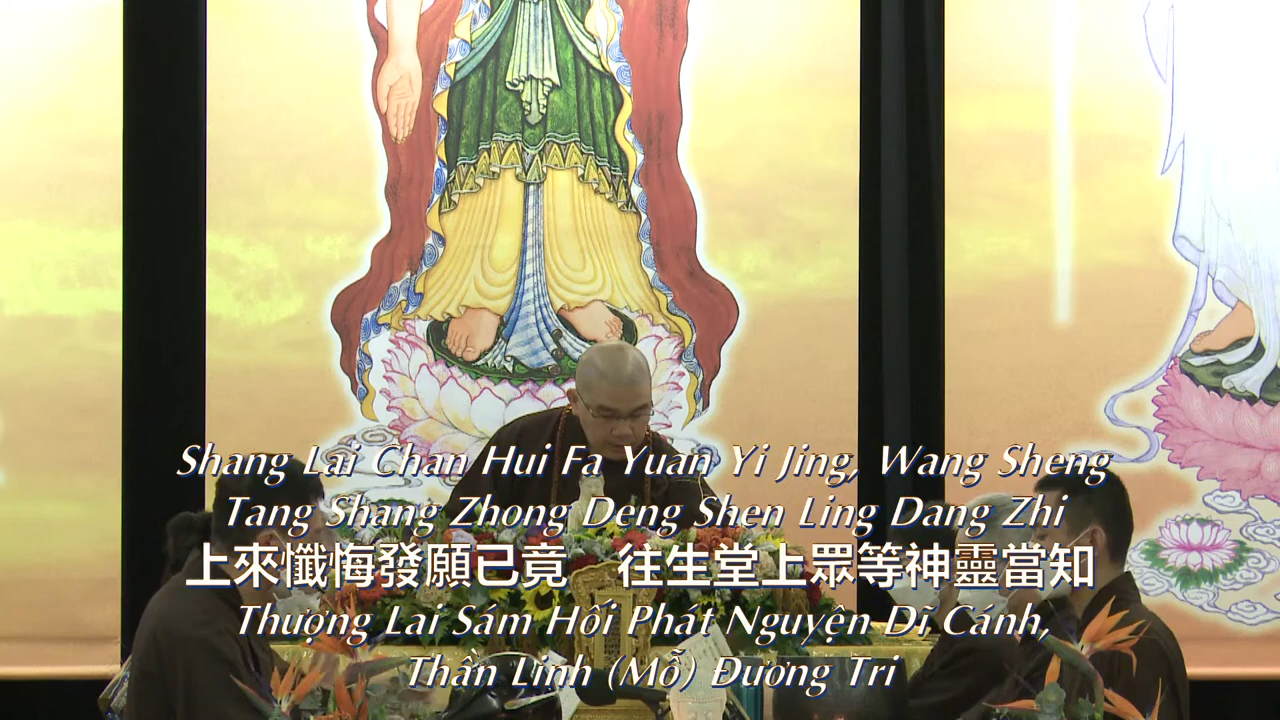 Shang Lai Chan Hui Fa Yuan Yi Jing, Wang Sheng
Tang Shang Zhong Deng Shen Ling Dang Zhi
上來懺悔發願已竟　往生堂上眾等神靈當知
Thượng Lai Sám Hối Phát Nguyện Dĩ Cánh,
Thần Linh (Mỗ) Đương Tri